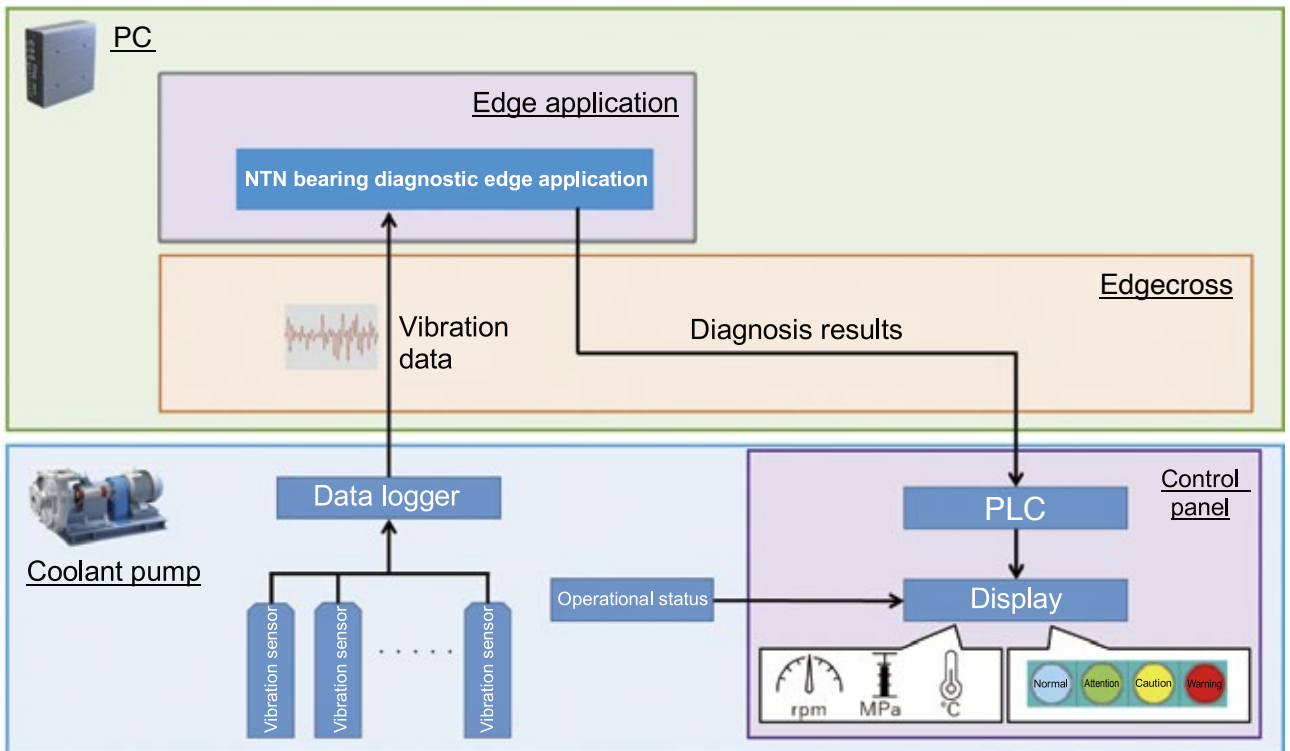 PC
Edge application
NTN bearing diagnostic edge application
Edgecross
Vibration
data
Diagnosis results
Coolant pump
Data logger
Vibration sensor
Vibration sensor
. . . . .
Vibration sensor
Operational status
Control
panel
PLC
Display
rpm
MPa
°C
Normal
Attention
Caution
Warning